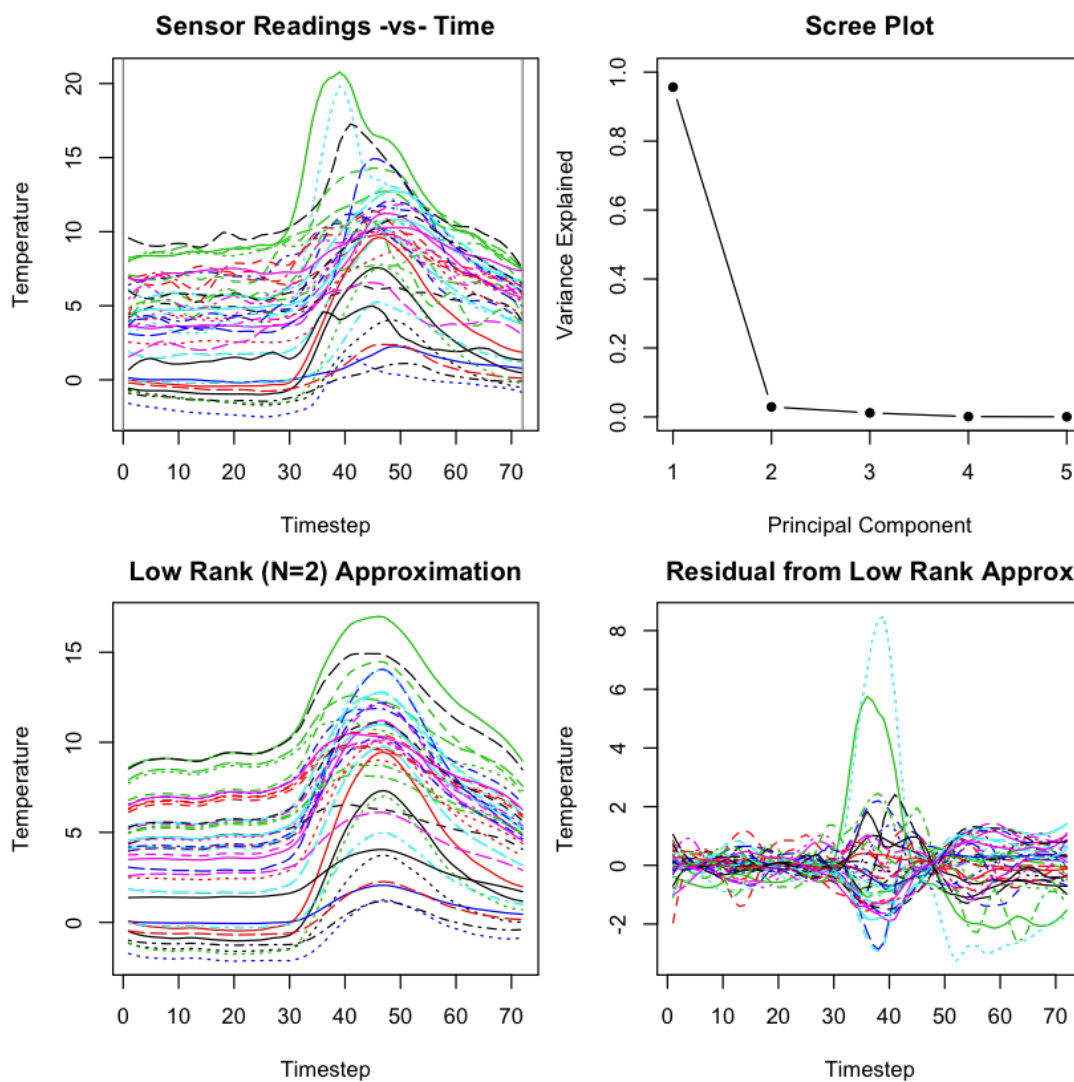 Sensor Readings -vs- Time
Temperature
20
15
10
5
0
0 10 20 30 40 50 60 70
Timestep
Scree Plot
Variance Explained
1.0
0.8
0.6
0.4
0.2
0.0
1 2 3 4 5
Principal Component
Low Rank (N=2) Approximation
Temperature
15
10
5
0
0 10 20 30 40 50 60 70
Timestep
Residual from Low Rank Approx
Temperature
8
6
4
2
0
-2
0 10 20 30 40 50 60 70
Timestep